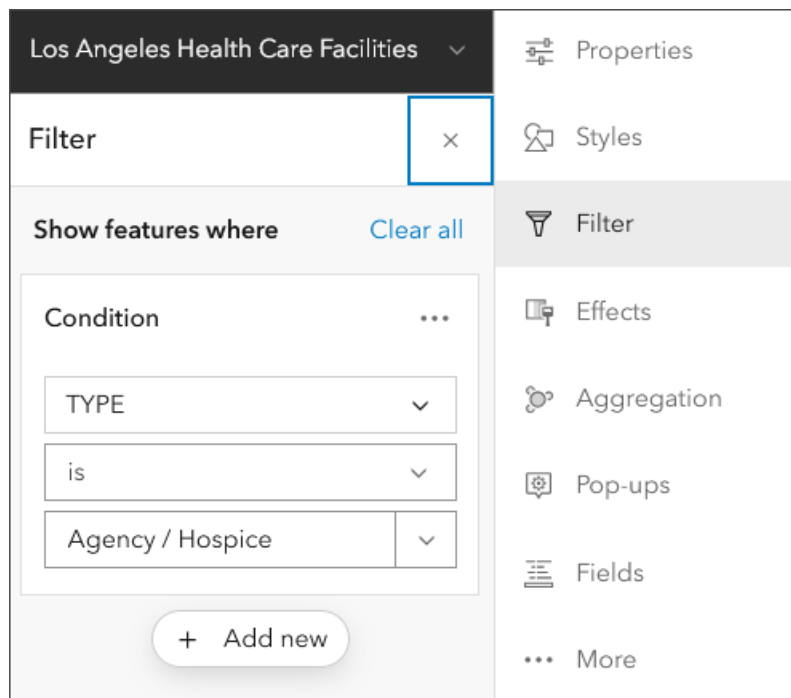 Los Angeles Health Care Facilities
Filter
Show features where
Clear all
Condition
TYPE
is
Agency / Hospice
+ Add new
Properties
Styles
Filter
Effects
Aggregation
Pop-ups
Fields
More